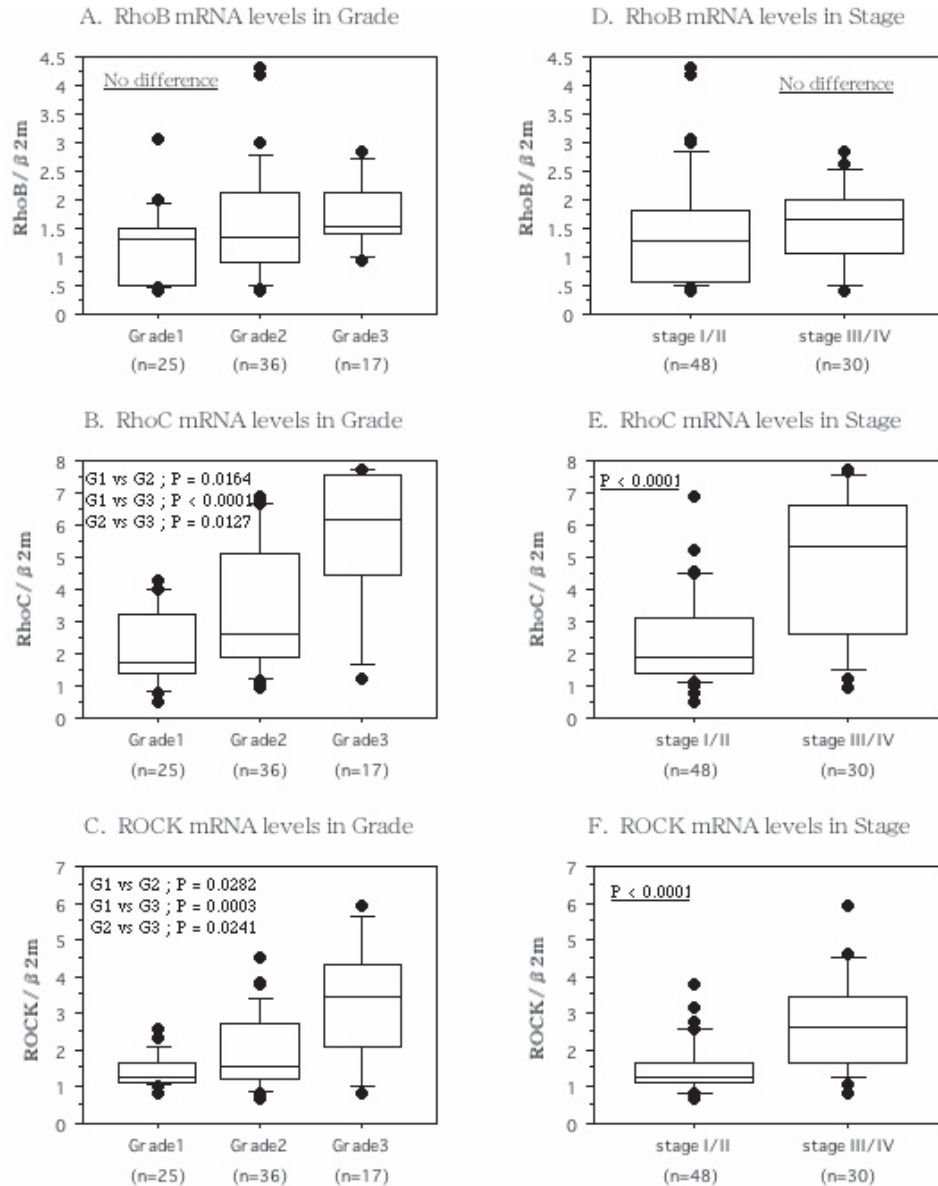 A. RhoB mRNA levels in Grade
4.5
4
3.5
3
2.5
2
1.5
1
.5
0
RhoB/β2m
No difference
Grade1 Grade2 Grade3
(n=25) (n=36) (n=17)
D. RhoB mRNA levels in Stage
4.5
4
3.5
3
2.5
2
1.5
1
.5
0
RhoB/β2m
No difference
stage I/II stage III/IV
(n=48) (n=30)
B. RhoC mRNA levels in Grade
8
7
6
5
4
3
2
1
0
RhoC/β2m
G1 vs G2 ; P = 0.0164
G1 vs G3 ; P < 0.0001
G2 vs G3 ; P = 0.0127
Grade1 Grade2 Grade3
(n=25) (n=36) (n=17)
E. RhoC mRNA levels in Stage
8
7
6
5
4
3
2
1
0
RhoC/β2m
P < 0.0001
stage I/II stage III/IV
(n=48) (n=30)
C. ROCK mRNA levels in Grade
7
6
5
4
3
2
1
0
ROCK/β2m
G1 vs G2 ; P = 0.0282
G1 vs G3 ; P = 0.0003
G2 vs G3 ; P = 0.0241
Grade1 Grade2 Grade3
(n=25) (n=36) (n=17)
F. ROCK mRNA levels in Stage
7
6
5
4
3
2
1
0
ROCK/β2m
P < 0.0001
stage I/II stage III/IV
(n=48) (n=30)